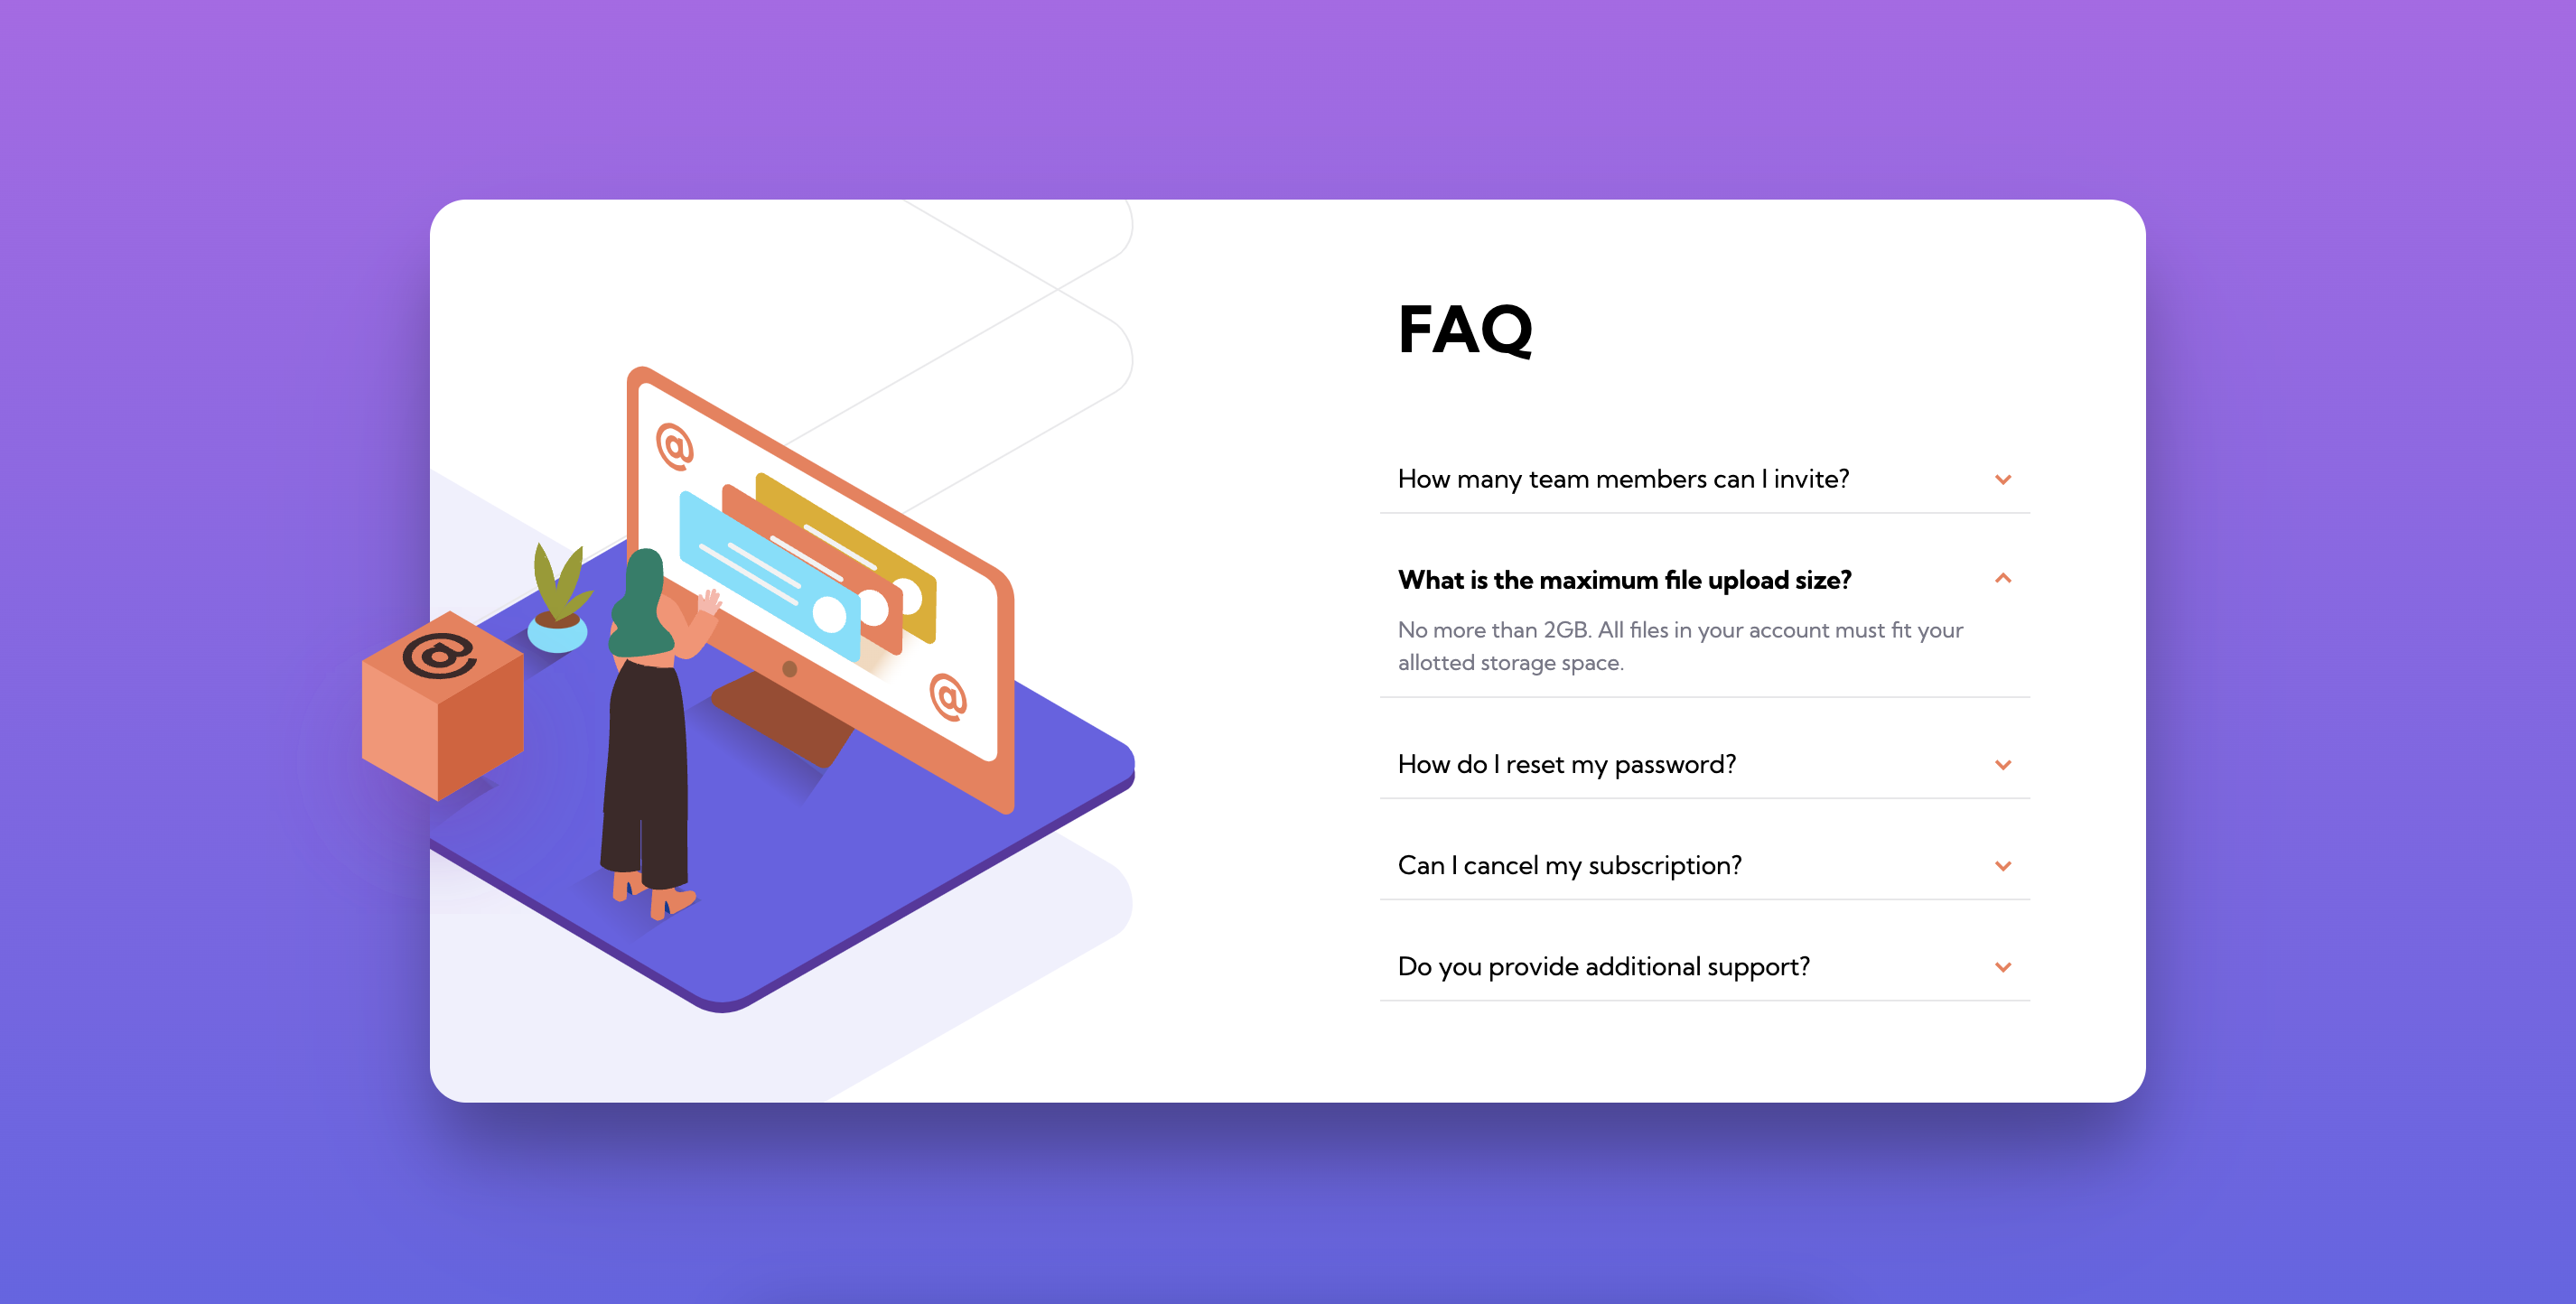 FAQ
@
How many team members can I invite?
What is the maximum file upload size?
No more than 2GB. All files in your account must fit your
allotted storage space.
@
@
How do I reset my password?
Can I cancel my subscription?
Do you provide additional support?